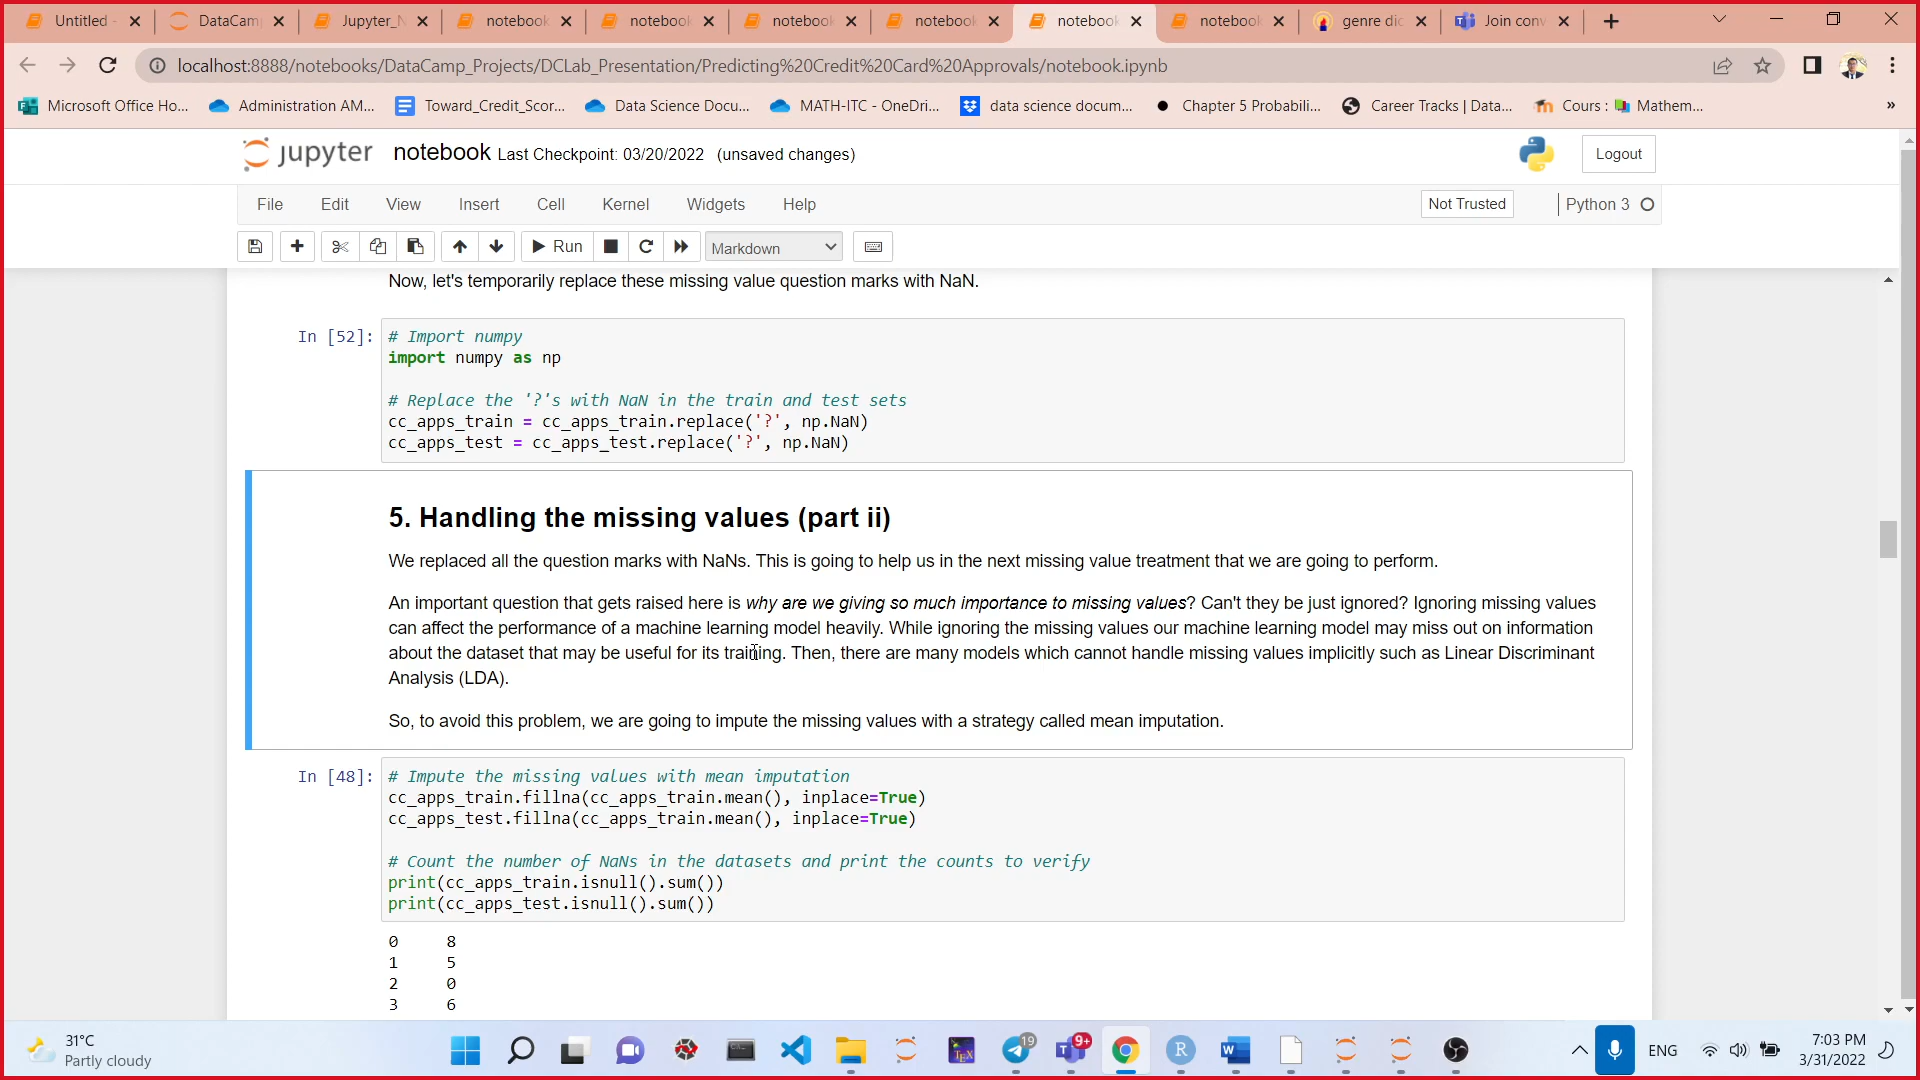 Untitled -
DataCam
Jupyter_N
notebook
notebook
notebook
notebook
notebook
notebook
genre dic
Join conv
localhost:8888/notebooks/DataCamp_Projects/DCLab_Presentation/Predicting%20Credit%20Card%20Approvals/notebook.ipynb
Microsoft Office Ho...
Administration AM...
Toward_Credit_Scor...
Data Science Docu...
MATH-ITC - OneDri...
data science docum...
Chapter 5 Probabili...
Career Tracks | Data...
Cours : Mathem...
»
jupyter notebook Last Checkpoint: 03/20/2022 (unsaved changes)
Logout
File Edit View Insert Cell Kernel Widgets Help
Not Trusted
Python 3
Run
Markdown
Now, let's temporarily replace these missing value question marks with NaN.
In [52]:
# Import numpy
import numpy as np
# Replace the '?'s with NaN in the train and test sets
cc_apps_train = cc_apps_train.replace('?', np.NaN)
cc_apps_test = cc_apps_test.replace('?', np.NaN)
5. Handling the missing values (part ii)
We replaced all the question marks with NaNs. This is going to help us in the next missing value treatment that we are going to perform.
An important question that gets raised here is why are we giving so much importance to missing values? Can't they be just ignored? Ignoring missing values
can affect the performance of a machine learning model heavily. While ignoring the missing values our machine learning model may miss out on information
about the dataset that may be useful for its training. Then, there are many models which cannot handle missing values implicitly such as Linear Discriminant
Analysis (LDA).
So, to avoid this problem, we are going to impute the missing values with a strategy called mean imputation.
In [48]:
# Impute the missing values with mean imputation
cc_apps_train.fillna(cc_apps_train.mean(), inplace=True)
cc_apps_test.fillna(cc_apps_train.mean(), inplace=True)
# Count the number of NaNs in the datasets and print the counts to verify
print(cc_apps_train.isnull().sum())
print(cc_apps_test.isnull().sum())
0 8
1 5
2 0
3 6
31°C
Partly cloudy
TEX
19
9+
R
W
ENG
7:03 PM
3/31/2022